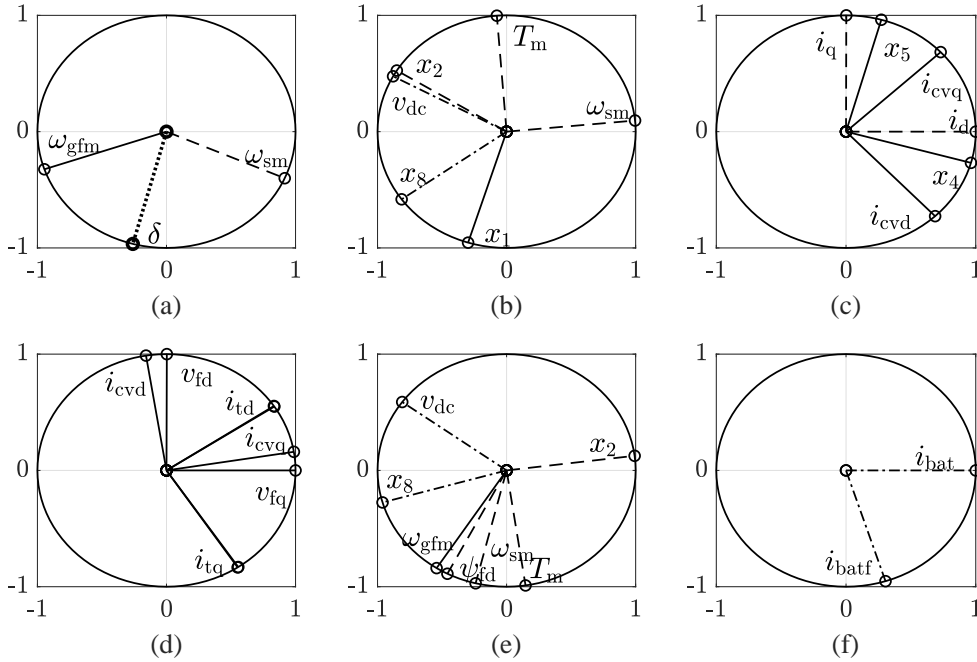 1
1
1
T_m
i_q
x_5
x_2
v_dc
i_cvq
ω_sm
0
0
0
i_d
ω_gfm
ω_sm
x_8
x_4
δ
x_1
i_cvd
-1
-1
-1
-1 0 1
-1 0 1
-1 0 1
(a) (b) (c)
1
1
1
i_cvd
v_fd
i_td
v_dc
i_cvq
x_2
i_bat
0
0
0
v_fq
x_8
ω_gfm
ω_sm
i_tq
ψ_fd
T_m
i_batf
-1
-1
-1
-1 0 1
-1 0 1
-1 0 1
(d) (e) (f)